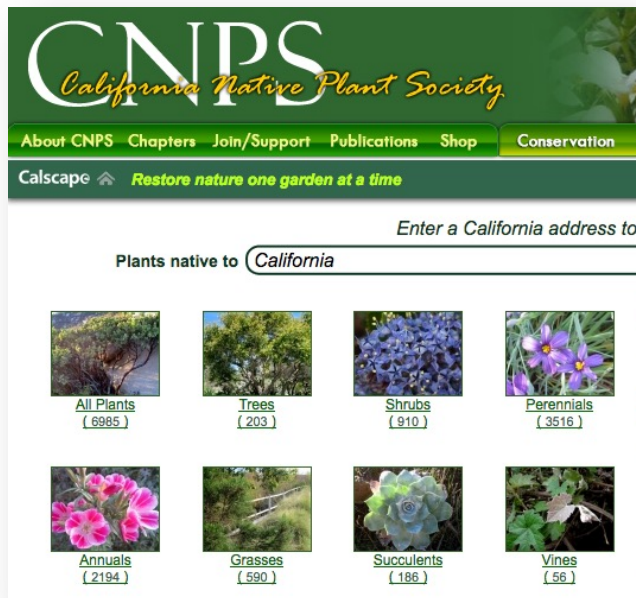 CNPS
California Native Plant Society
About CNPS Chapters Join/Support Publications Shop Conservation
Calscape Restore nature one garden at a time
Enter a California address to
Plants native to California
All Plants Trees Shrubs Perennials
( 6985 ) ( 203 ) ( 910 ) ( 3516 )
Annuals Grasses Succulents Vines
( 2194 ) ( 590 ) ( 186 ) ( 56 )